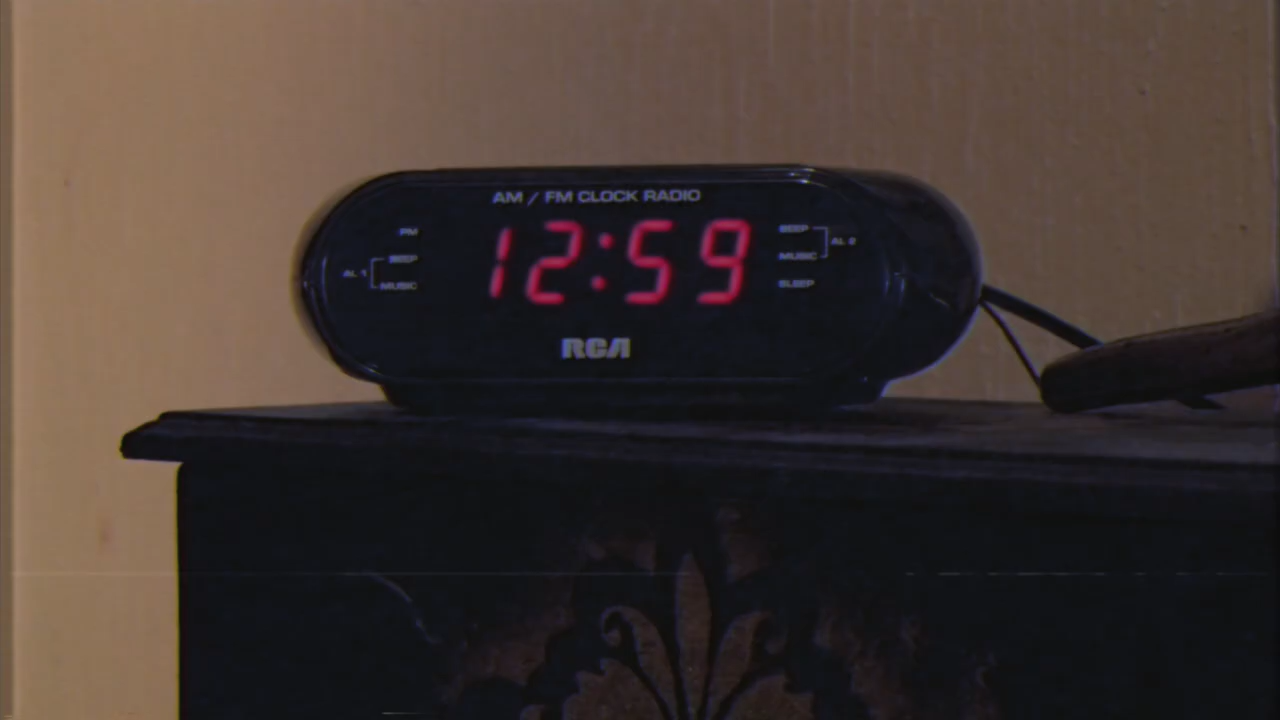 AM / FM CLOCK RADIO
PM
BEEP
AL 1
MUSIC
12:59
BEEP
AL 2
MUSIC
SLEEP
RCA